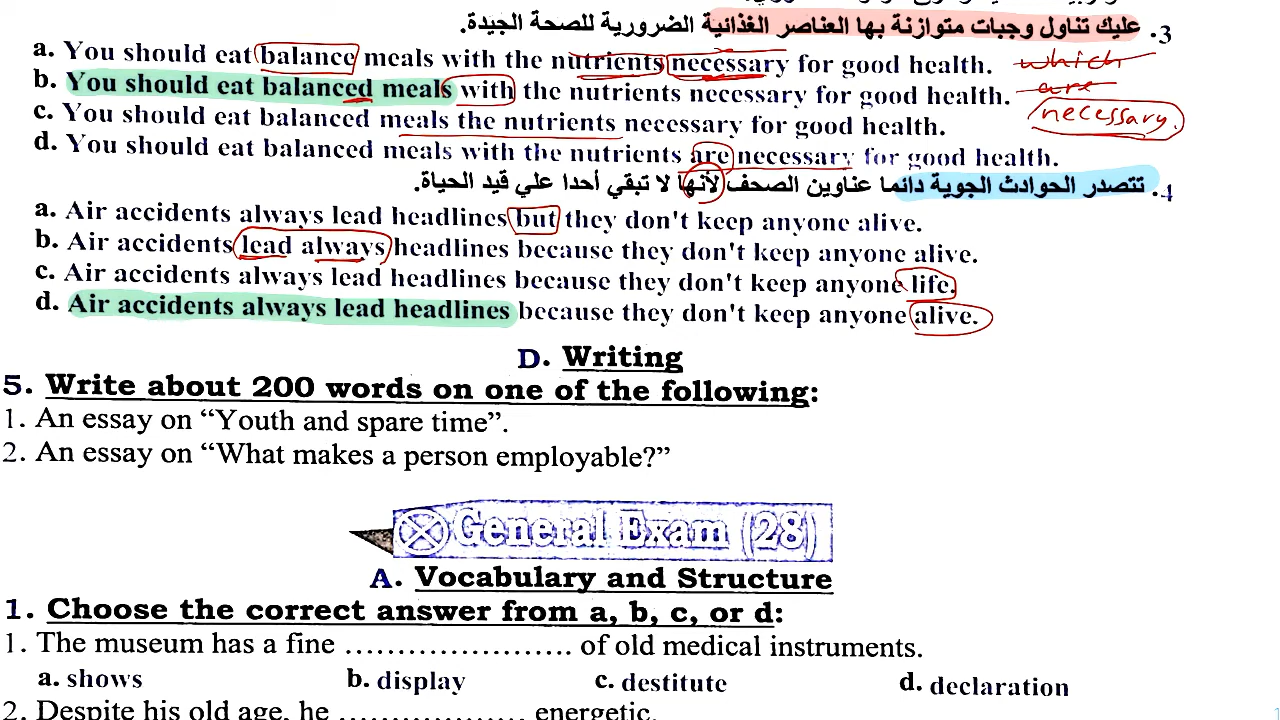 3. عليك تناول وجبات متوازنة بها العناصر الغذائية الضرورية للصحة الجيدة.
a. You should eat balance meals with the nutrients necessary for good health. which
b. You should eat balanced meals with the nutrients necessary for good health. are
c. You should eat balanced meals the nutrients necessary for good health. necessary.
d. You should eat balanced meals with the nutrients are necessary for good health.
4. تتصدر الحوادث الجوية دائما عناوين الصحف لأنها لا تبقي أحدا علي قيد الحياة.
a. Air accidents always lead headlines but they don't keep anyone alive.
b. Air accidents lead always headlines because they don't keep anyone alive.
c. Air accidents always lead headlines because they don't keep anyone life.
d. Air accidents always lead headlines because they don't keep anyone alive.
D. Writing
5. Write about 200 words on one of the following:
1. An essay on “Youth and spare time”.
2. An essay on “What makes a person employable?”
General Exam (28)
A. Vocabulary and Structure
1. Choose the correct answer from a, b, c, or d:
1. The museum has a fine ...................... of old medical instruments.
a. shows b. display c. destitute d. declaration
2. Despite his old age, he .................. energetic.